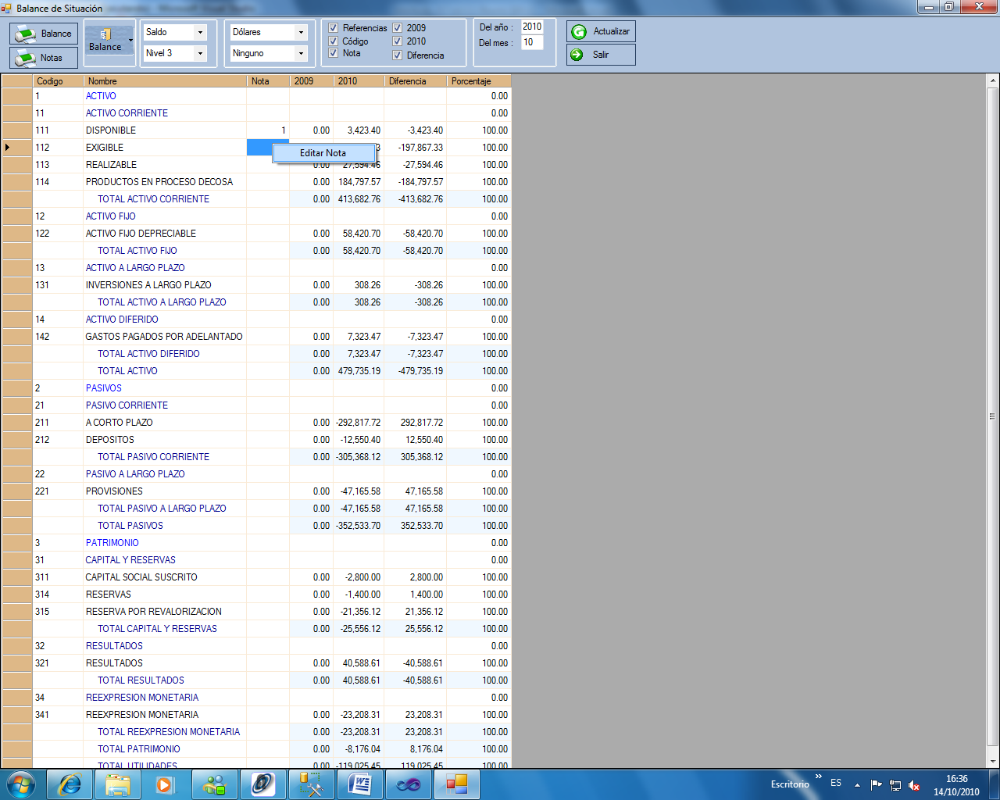 Balance de Situación
Balance
Notas
Balance
Saldo
Nivel 3
Dólares
Ninguno
Referencias 2009
Código 2010
Nota Diferencia
Del año : 2010
Del mes : 10
Actualizar
Salir
Codigo Nombre Nota 2009 2010 Diferencia Porcentaje
1 ACTIVO 0.00
11 ACTIVO CORRIENTE 0.00
111 DISPONIBLE 1 0.00 3,423.40 -3,423.40 100.00
112 EXIGIBLE 3 -197,867.33 100.00
Editar Nota
113 REALIZABLE 0.00 27,594.46 -27,594.46 100.00
114 PRODUCTOS EN PROCESO DECOSA 0.00 184,797.57 -184,797.57 100.00
TOTAL ACTIVO CORRIENTE 0.00 413,682.76 -413,682.76 100.00
12 ACTIVO FIJO 0.00
122 ACTIVO FIJO DEPRECIABLE 0.00 58,420.70 -58,420.70 100.00
TOTAL ACTIVO FIJO 0.00 58,420.70 -58,420.70 100.00
13 ACTIVO A LARGO PLAZO 0.00
131 INVERSIONES A LARGO PLAZO 0.00 308.26 -308.26 100.00
TOTAL ACTIVO A LARGO PLAZO 0.00 308.26 -308.26 100.00
14 ACTIVO DIFERIDO 0.00
142 GASTOS PAGADOS POR ADELANTADO 0.00 7,323.47 -7,323.47 100.00
TOTAL ACTIVO DIFERIDO 0.00 7,323.47 -7,323.47 100.00
TOTAL ACTIVO 0.00 479,735.19 -479,735.19 100.00
2 PASIVOS 0.00
21 PASIVO CORRIENTE 0.00
211 A CORTO PLAZO 0.00 -292,817.72 292,817.72 100.00
212 DEPOSITOS 0.00 -12,550.40 12,550.40 100.00
TOTAL PASIVO CORRIENTE 0.00 -305,368.12 305,368.12 100.00
22 PASIVO A LARGO PLAZO 0.00
221 PROVISIONES 0.00 -47,165.58 47,165.58 100.00
TOTAL PASIVO A LARGO PLAZO 0.00 -47,165.58 47,165.58 100.00
TOTAL PASIVOS 0.00 -352,533.70 352,533.70 100.00
3 PATRIMONIO 0.00
31 CAPITAL Y RESERVAS 0.00
311 CAPITAL SOCIAL SUSCRITO 0.00 -2,800.00 2,800.00 100.00
314 RESERVAS 0.00 -1,400.00 1,400.00 100.00
315 RESERVA POR REVALORIZACION 0.00 -21,356.12 21,356.12 100.00
TOTAL CAPITAL Y RESERVAS 0.00 -25,556.12 25,556.12 100.00
32 RESULTADOS 0.00
321 RESULTADOS 0.00 40,588.61 -40,588.61 100.00
TOTAL RESULTADOS 0.00 40,588.61 -40,588.61 100.00
34 REEXPRESION MONETARIA 0.00
341 REEXPRESION MONETARIA 0.00 -23,208.31 23,208.31 100.00
TOTAL REEXPRESION MONETARIA 0.00 -23,208.31 23,208.31 100.00
TOTAL PATRIMONIO 0.00 -8,176.04 8,176.04 100.00
TOTAL UTILIDADES 0.00 -119,025.45 119,025.45 100.00
Escritorio » ES 16:36
14/10/2010